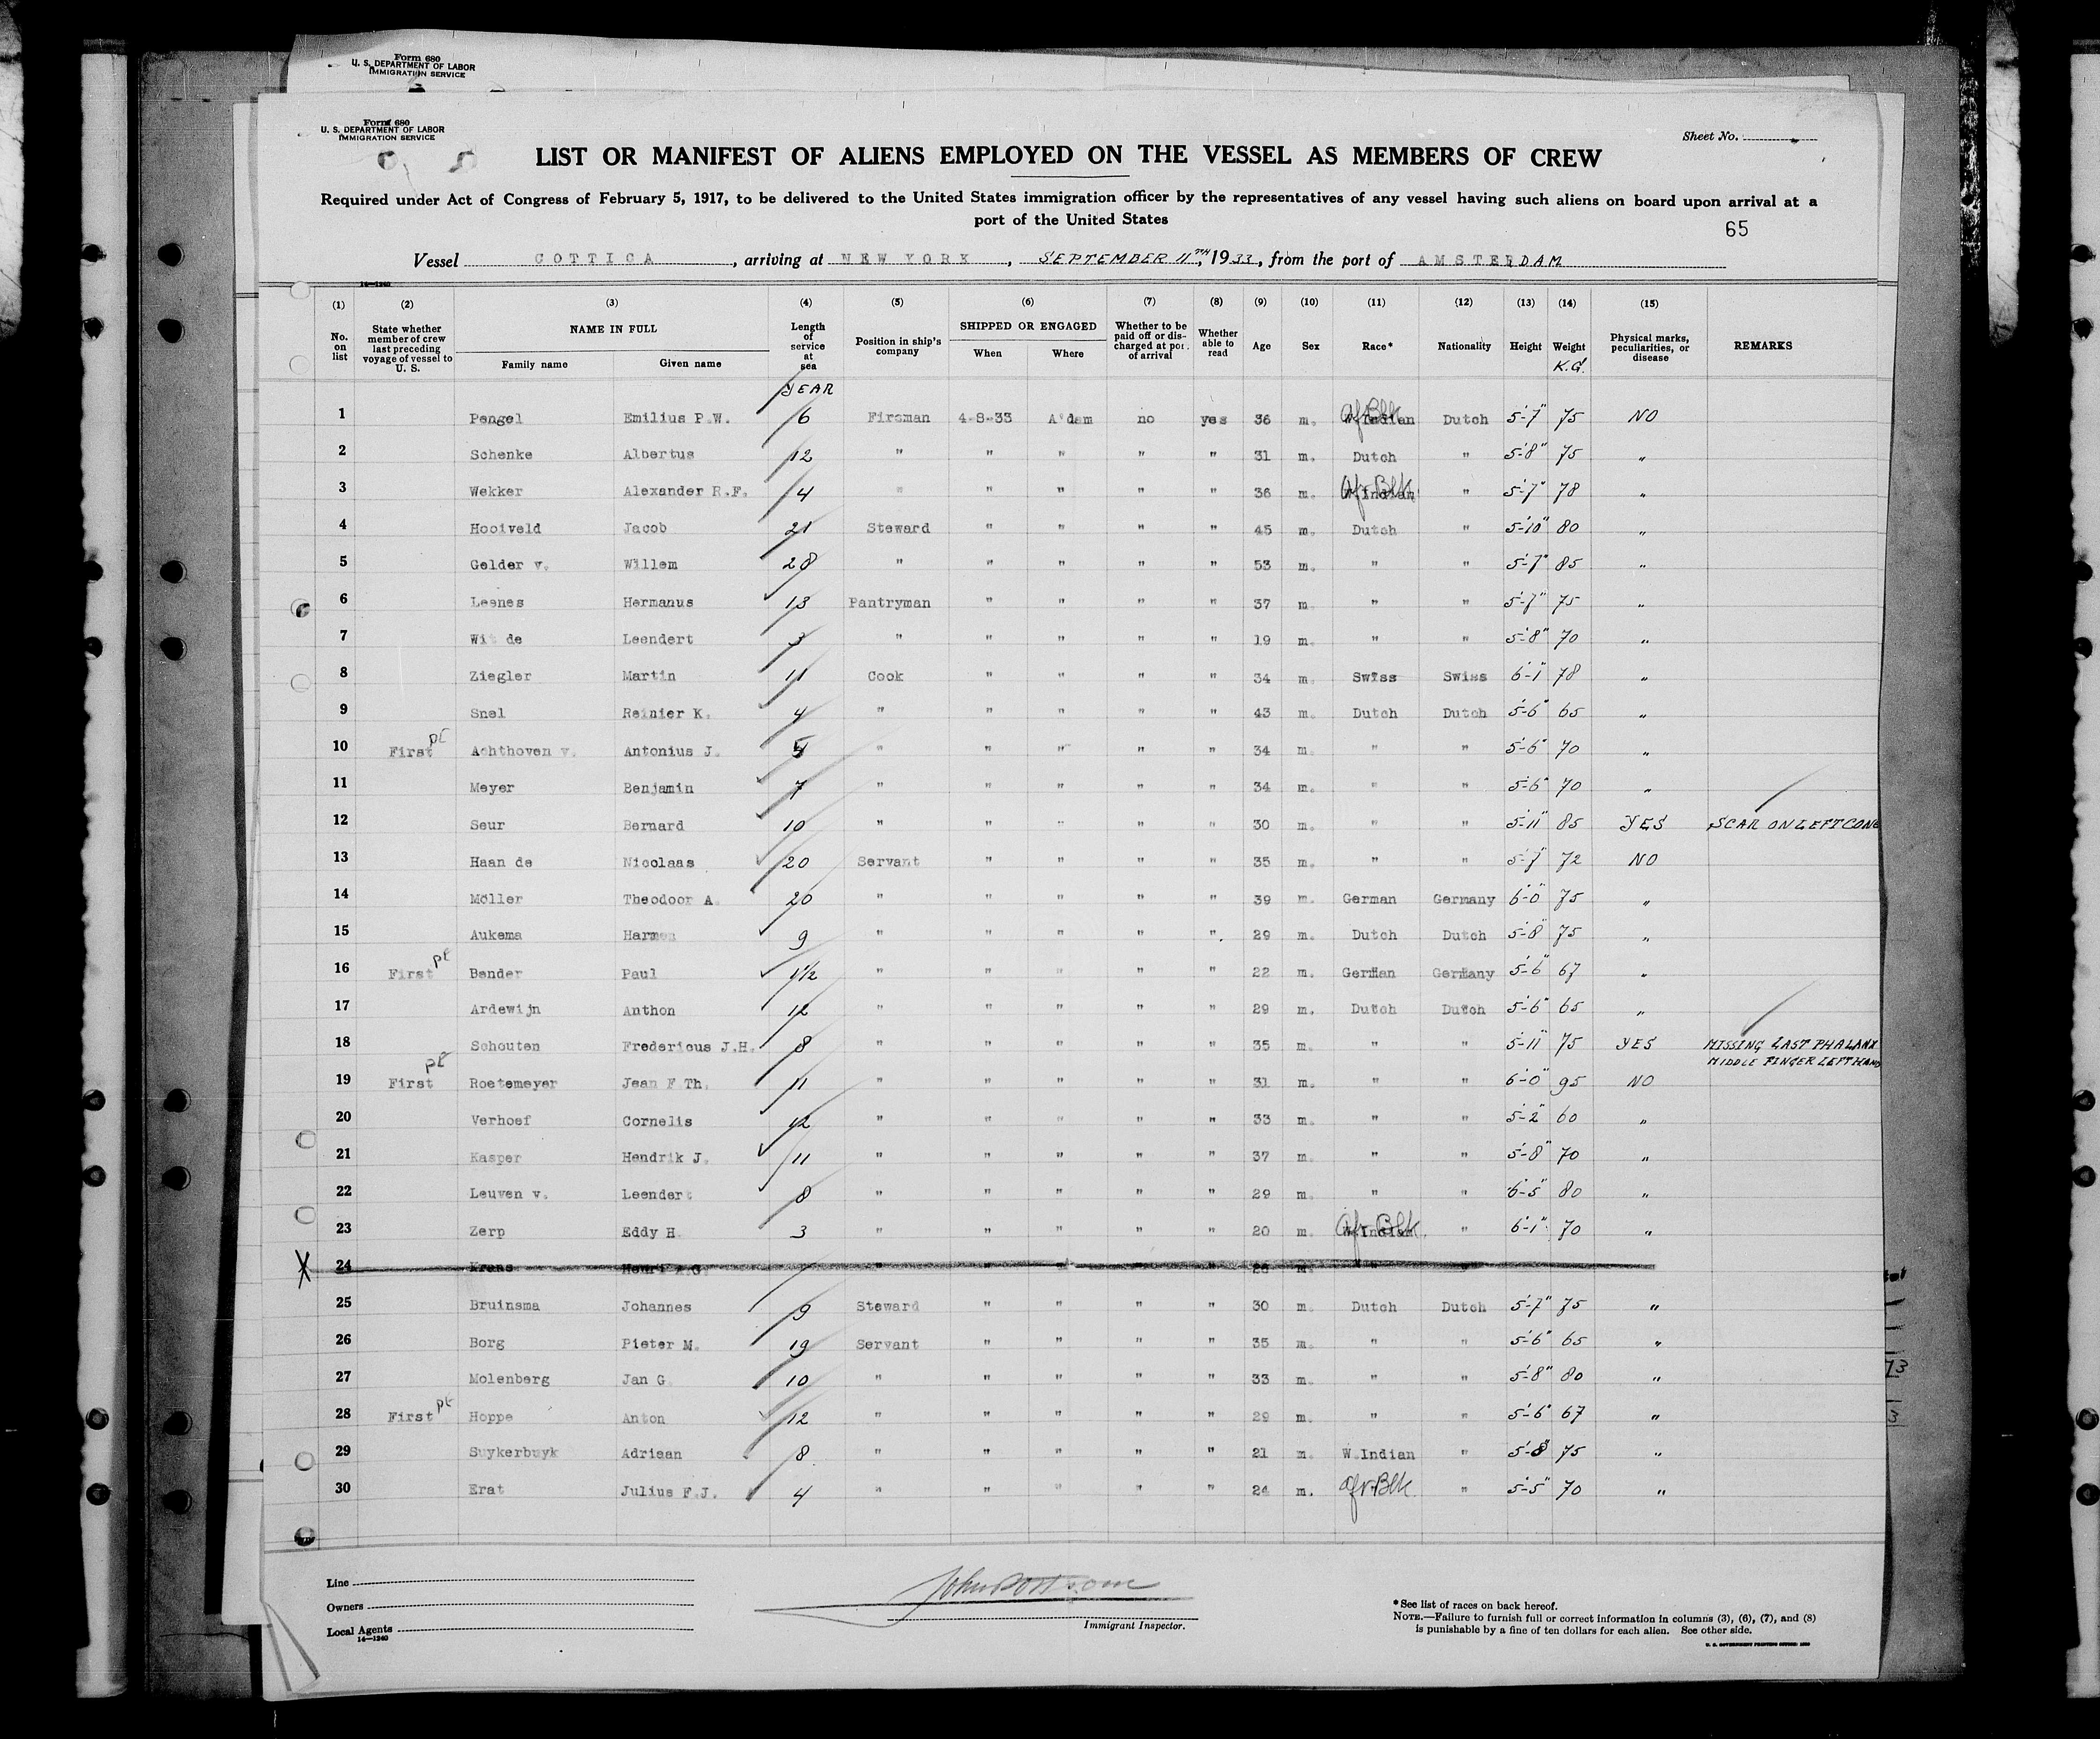 Form 680
U. S. DEPARTMENT OF LABOR
IMMIGRATION SERVICE
Form 680
U. S. DEPARTMENT OF LABOR
IMMIGRATION SERVICE
Sheet No.
LIST OR MANIFEST OF ALIENS EMPLOYED ON THE VESSEL AS MEMBERS OF CREW
Required under Act of Congress of February 5, 1917, to be delivered to the United States immigration officer by the representatives of any vessel having such aliens on board upon arrival at a
port of the United States
65
Vessel COTTICA, arriving at NEW YORK, SEPTEMBER 11TH, 1933, from the port of AMSTERDAM
14—1240
(1) (2) (3) (4) (5) (6) (7) (8) (9) (10) (11) (12) (13) (14) (15)
No. on list | State whether member of crew last preceding voyage of vessel to U. S. | NAME IN FULL Family name Given name | Length of service at sea | Position in ship's company | SHIPPED OR ENGAGED When Where | Whether to be paid off or discharged at port of arrival | Whether able to read | Age | Sex | Race* | Nationality | Height | Weight K.G. | Physical marks, peculiarities, or disease | REMARKS
YEAR
1 Pengel Emilius P.W. 6 Fireman 4-8-33 A'dam no yes 36 m. W.Indian Afr Blk Dutch 5'-7" 75 NO
2 Schenke Albertus 12 " " " " " 31 m. Dutch " 5'-8" 75 "
3 Wekker Alexander R.F. 4 " " " " " 36 m. W.Indian Afr Blk " 5'-7" 78 "
4 Hooiveld Jacob 21 Steward " " " " 45 m. Dutch " 5'-10" 80 "
5 Gelder v. Willem 28 " " " " " 53 m. " " 5'-7" 85 "
6 Leenes Hermanus 13 Pantryman " " " " 37 m " " 5'-7" 75 "
7 Wit de Leendert 3 " " " " " 19 m. " " 5'-8" 70 "
8 Ziegler Martin 11 Cook " " " " 34 m. Swiss Swiss 6'-1" 78 "
9 Snel Reinier K. 4 " " " " " 43 m. Dutch Dutch 5'-6" 65 "
10 First pt Achthoven v. Antonius J. " " " " " 34 m. " " 5'-6" 70 "
11 Meyer Benjamin 7 " " " " " 34 m. " " 5'-6" 70 "
12 Seur Bernard 10 " " " " " 30 m. " " 5'-11" 85 YES SCAR ON LEFT
13 Haan de Nicolaas 20 Servant " " " " 35 m. " " 5'-7" 72 NO
14 Möller Theodoor A. 20 " " " " " 39 m. German Germany 6'-0" 75 "
15 Aukema Harmen 9 " " " " " 29 m. Dutch Dutch 5'-8" 75 "
16 First pt Bender Paul 1½ " " " " " 22 m. German Germany 5'-6" 67 "
17 Ardewijn Anthon 12 " " " " " 29 m. Dutch Dutch 5'-6" 65 "
18 Schouten Fredericus J.H. 8 " " " " " 35 m. " " 5'-11" 75 YES MISSING LAST PHALANX
MIDDLE FINGER LEFT HAND
19 First pt Roetemeyer Jean F Th. 11 " " " " " 31 m. " " 6'-0" 95 NO
20 Verhoef Cornelis 12 " " " " " 33 m. " " 5'-2" 60 "
21 Kasper Hendrik J. 11 " " " " " 37 m. " " 5'-8" 70 "
22 Leuven v. Leendert 8 " " " " " 29 m. " " 6'-5" 80 "
23 Zerp Eddy H. 3 " " " " " 20 m. W.Indian Afr Blk " 6'-1" 70 "
24 Krans Henri A.G. " " " " " m. " "
25 Bruinsma Johannes 9 Steward " " " " 30 m. Dutch Dutch 5'-7" 75 "
26 Borg Pieter M. 19 Servant " " " " 35 m. " " 5'-6" 65 "
27 Molenberg Jan G. 10 " " " " " 33 m. " " 5'-8" 80 "
28 First pt Hoppe Anton 12 " " " " " 29 m. " " 5'-6" 67 "
29 Suykerbuyk Adriaan 8 " " " " " 21 m. W.Indian " 5'-8" 75 "
30 Erat Julius F.J. 4 " " " " " 24 m. Afr Blk " 5'-5" 70 "
Line
Owners
Local Agents
14—1240
Immigrant Inspector.
*See list of races on back hereof.
NOTE.—Failure to furnish full or correct information in columns (3), (6), (7), and (8)
is punishable by a fine of ten dollars for each alien. See other side.